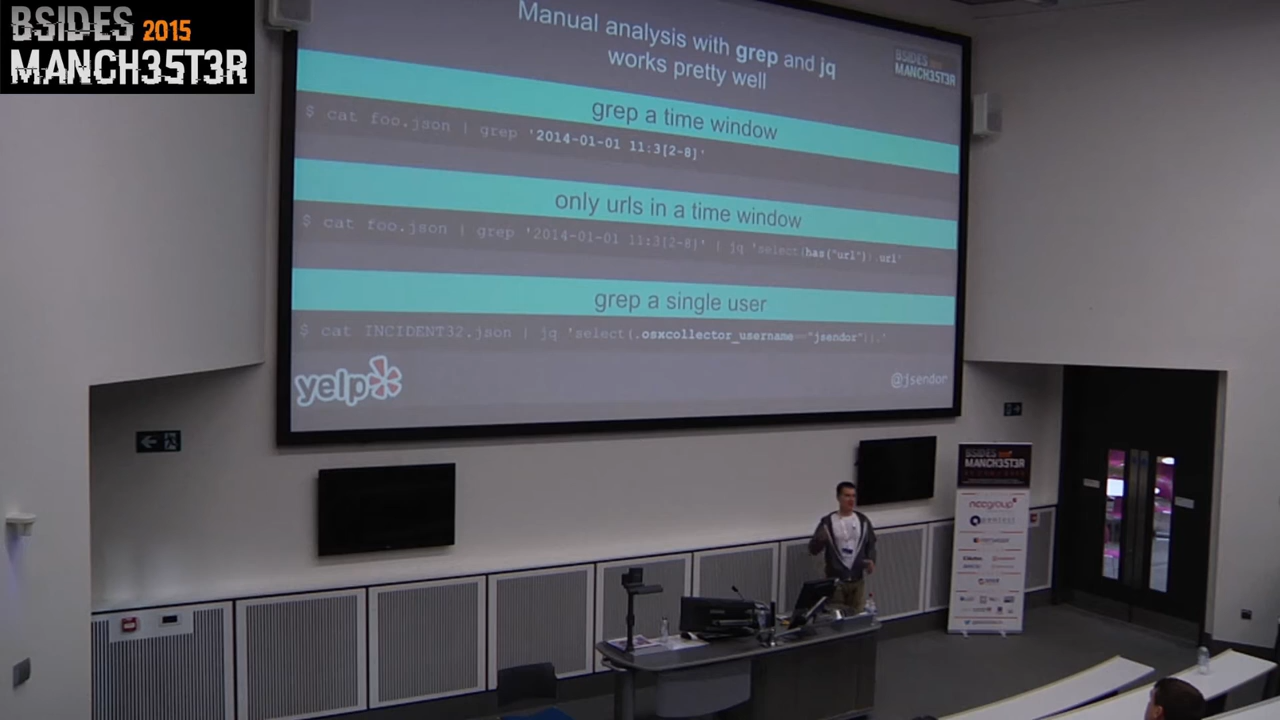 BSIDES 2015
MANCH35T3R
Manual analysis with grep and jq
works pretty well
BSIDES
MANCH35T3R
grep a time window
$ cat foo.json | grep '2014-01-01 11:3[2-8]'
only urls in a time window
$ cat foo.json | grep '2014-01-01 11:3[2-8]' | jq 'select(has("url")).url'
grep a single user
$ cat INCIDENT32.json | jq 'select(.osxcollector_username=="jsendor")|.'
yelp
@jsendor
BSIDES
MANCH35T3R
nccgroup